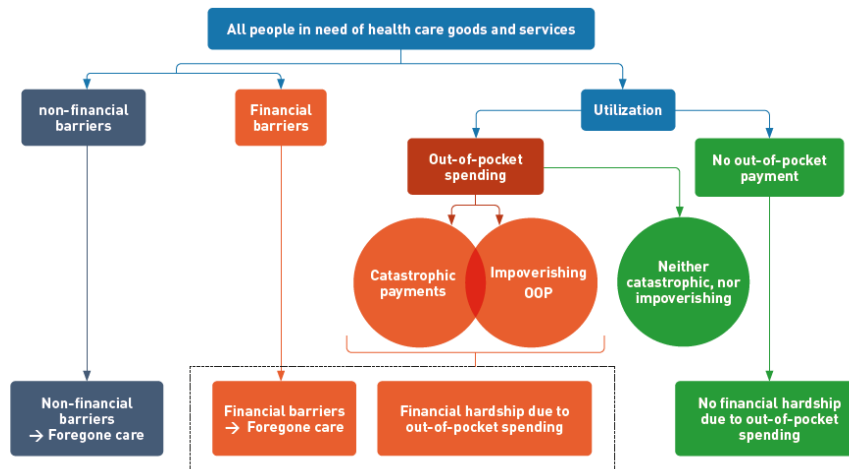 All people in need of health care goods and services
non-financial
barriers
Financial
barriers
Utilization
Out-of-pocket
spending
No out-of-pocket
payment
Catastrophic
payments
Impoverishing
OOP
Neither
catastrophic, nor
impoverishing
Non-financial
barriers
→ Foregone care
Financial barriers
→ Foregone care
Financial hardship due to
out-of-pocket spending
No financial hardship
due to out-of-pocket
spending